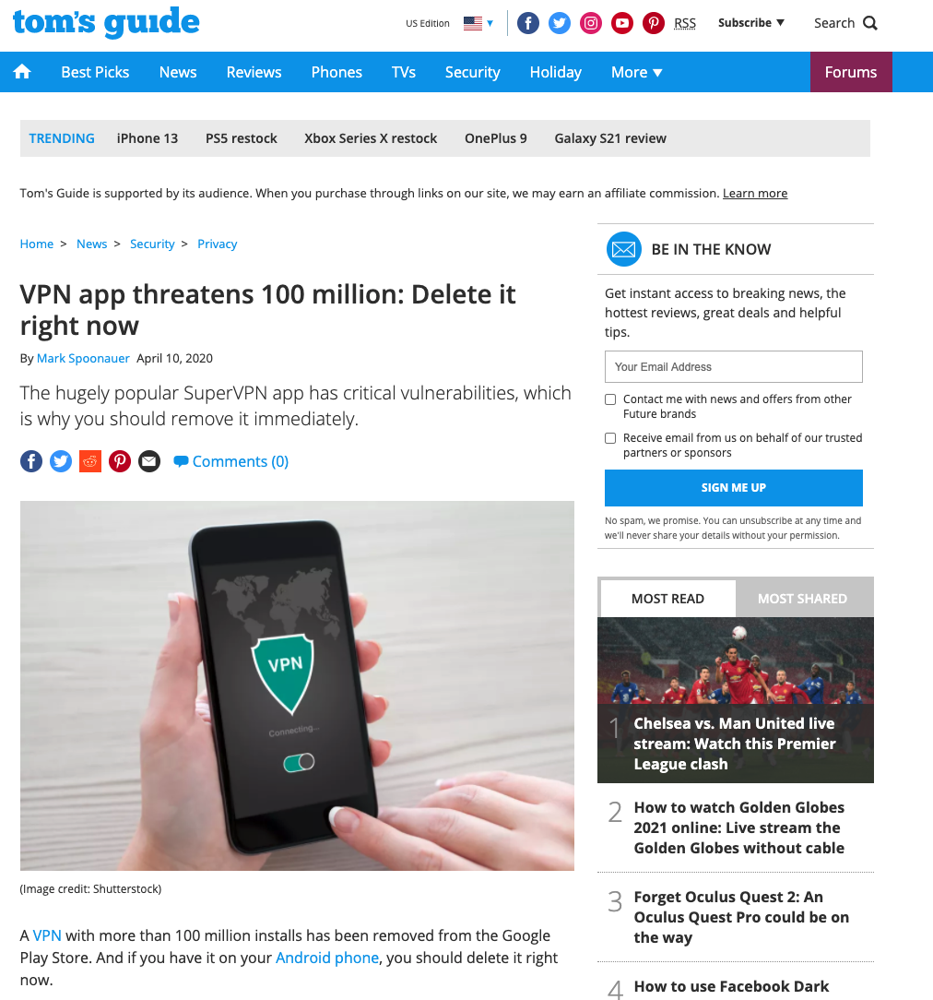 tom's guide
US Edition
RSS
Subscribe
Search
Best Picks
News
Reviews
Phones
TVs
Security
Holiday
More
Forums
TRENDING
iPhone 13
PS5 restock
Xbox Series X restock
OnePlus 9
Galaxy S21 review
Tom's Guide is supported by its audience. When you purchase through links on our site, we may earn an affiliate commission. Learn more
Home > News > Security > Privacy
VPN app threatens 100 million: Delete it
right now
By Mark Spoonauer April 10, 2020
The hugely popular SuperVPN app has critical vulnerabilities, which
is why you should remove it immediately.
Comments (0)
VPN
Connecting...
(Image credit: Shutterstock)
A VPN with more than 100 million installs has been removed from the Google
Play Store. And if you have it on your Android phone, you should delete it right
now.
BE IN THE KNOW
Get instant access to breaking news, the
hottest reviews, great deals and helpful
tips.
Your Email Address
Contact me with news and offers from other
Future brands
Receive email from us on behalf of our trusted
partners or sponsors
SIGN ME UP
No spam, we promise. You can unsubscribe at any time and
we'll never share your details without your permission.
MOST READ
MOST SHARED
1 Chelsea vs. Man United live
stream: Watch this Premier
League clash
2 How to watch Golden Globes
2021 online: Live stream the
Golden Globes without cable
3 Forget Oculus Quest 2: An
Oculus Quest Pro could be on
the way
4 How to use Facebook Dark